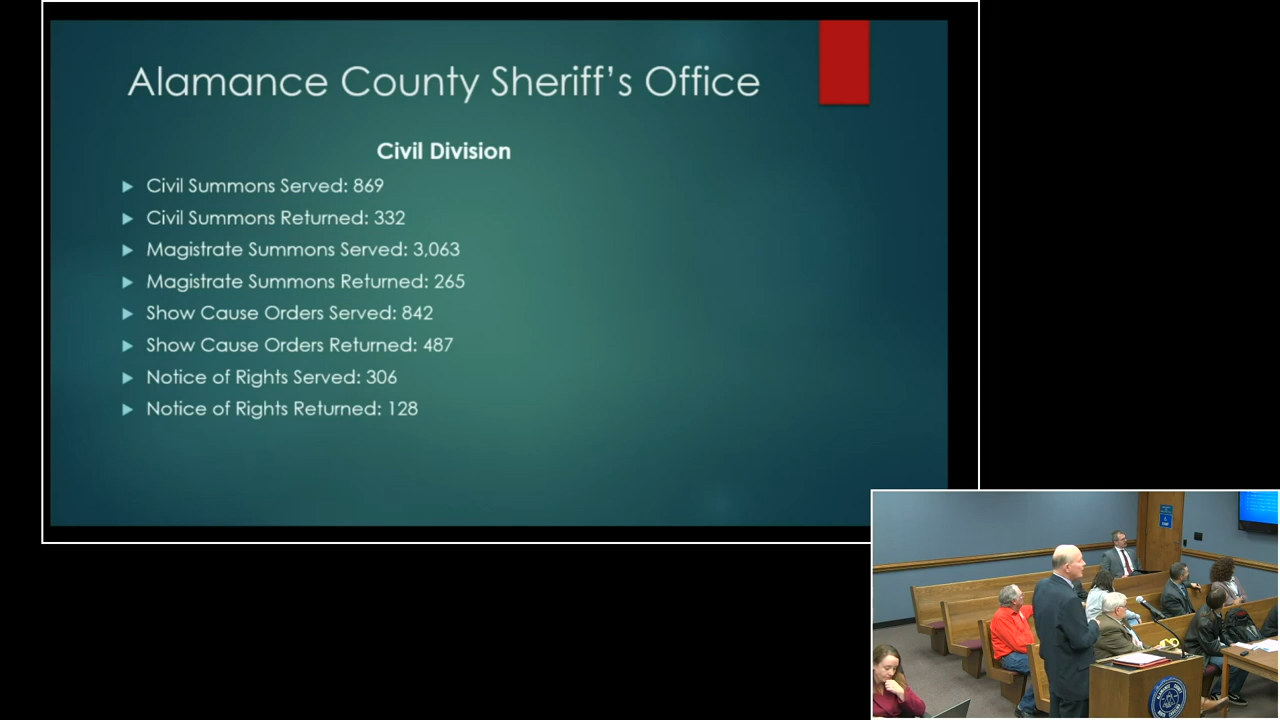 Alamance County Sheriff's Office
Civil Division
Civil Summons Served: 869
Civil Summons Returned: 332
Magistrate Summons Served: 3,063
Magistrate Summons Returned: 265
Show Cause Orders Served: 842
Show Cause Orders Returned: 487
Notice of Rights Served: 306
Notice of Rights Returned: 128